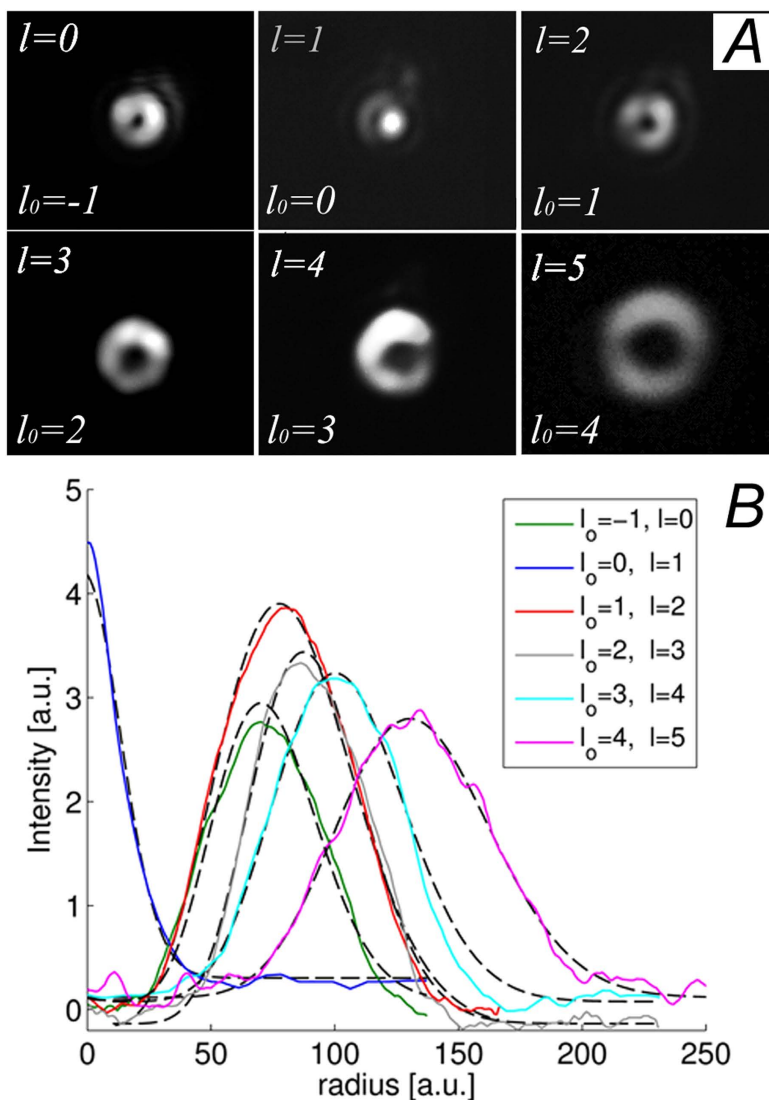 l=0
l=1
l=2
A
l₀=-1
l₀=0
l₀=1
l=3
l=4
l=5
l₀=2
l₀=3
l₀=4
B
5
4
3
2
1
0
Intensity [a.u.]
l₀=-1, l=0
l₀=0, l=1
l₀=1, l=2
l₀=2, l=3
l₀=3, l=4
l₀=4, l=5
0 50 100 150 200 250
radius [a.u.]